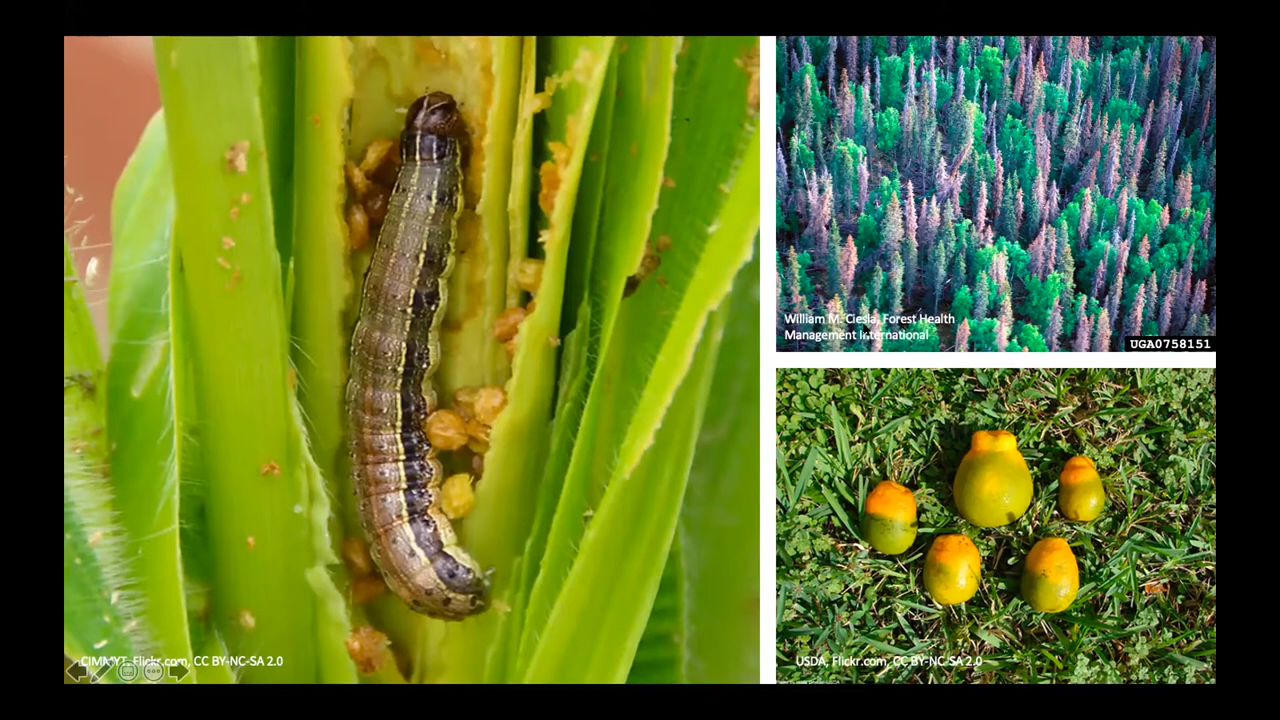 CIMMYT, Flickr.com, CC BY-NC-SA 2.0
William M. Ciesla, Forest Health
Management International
UGA0758151
USDA, Flickr.com, CC BY-NC-SA 2.0